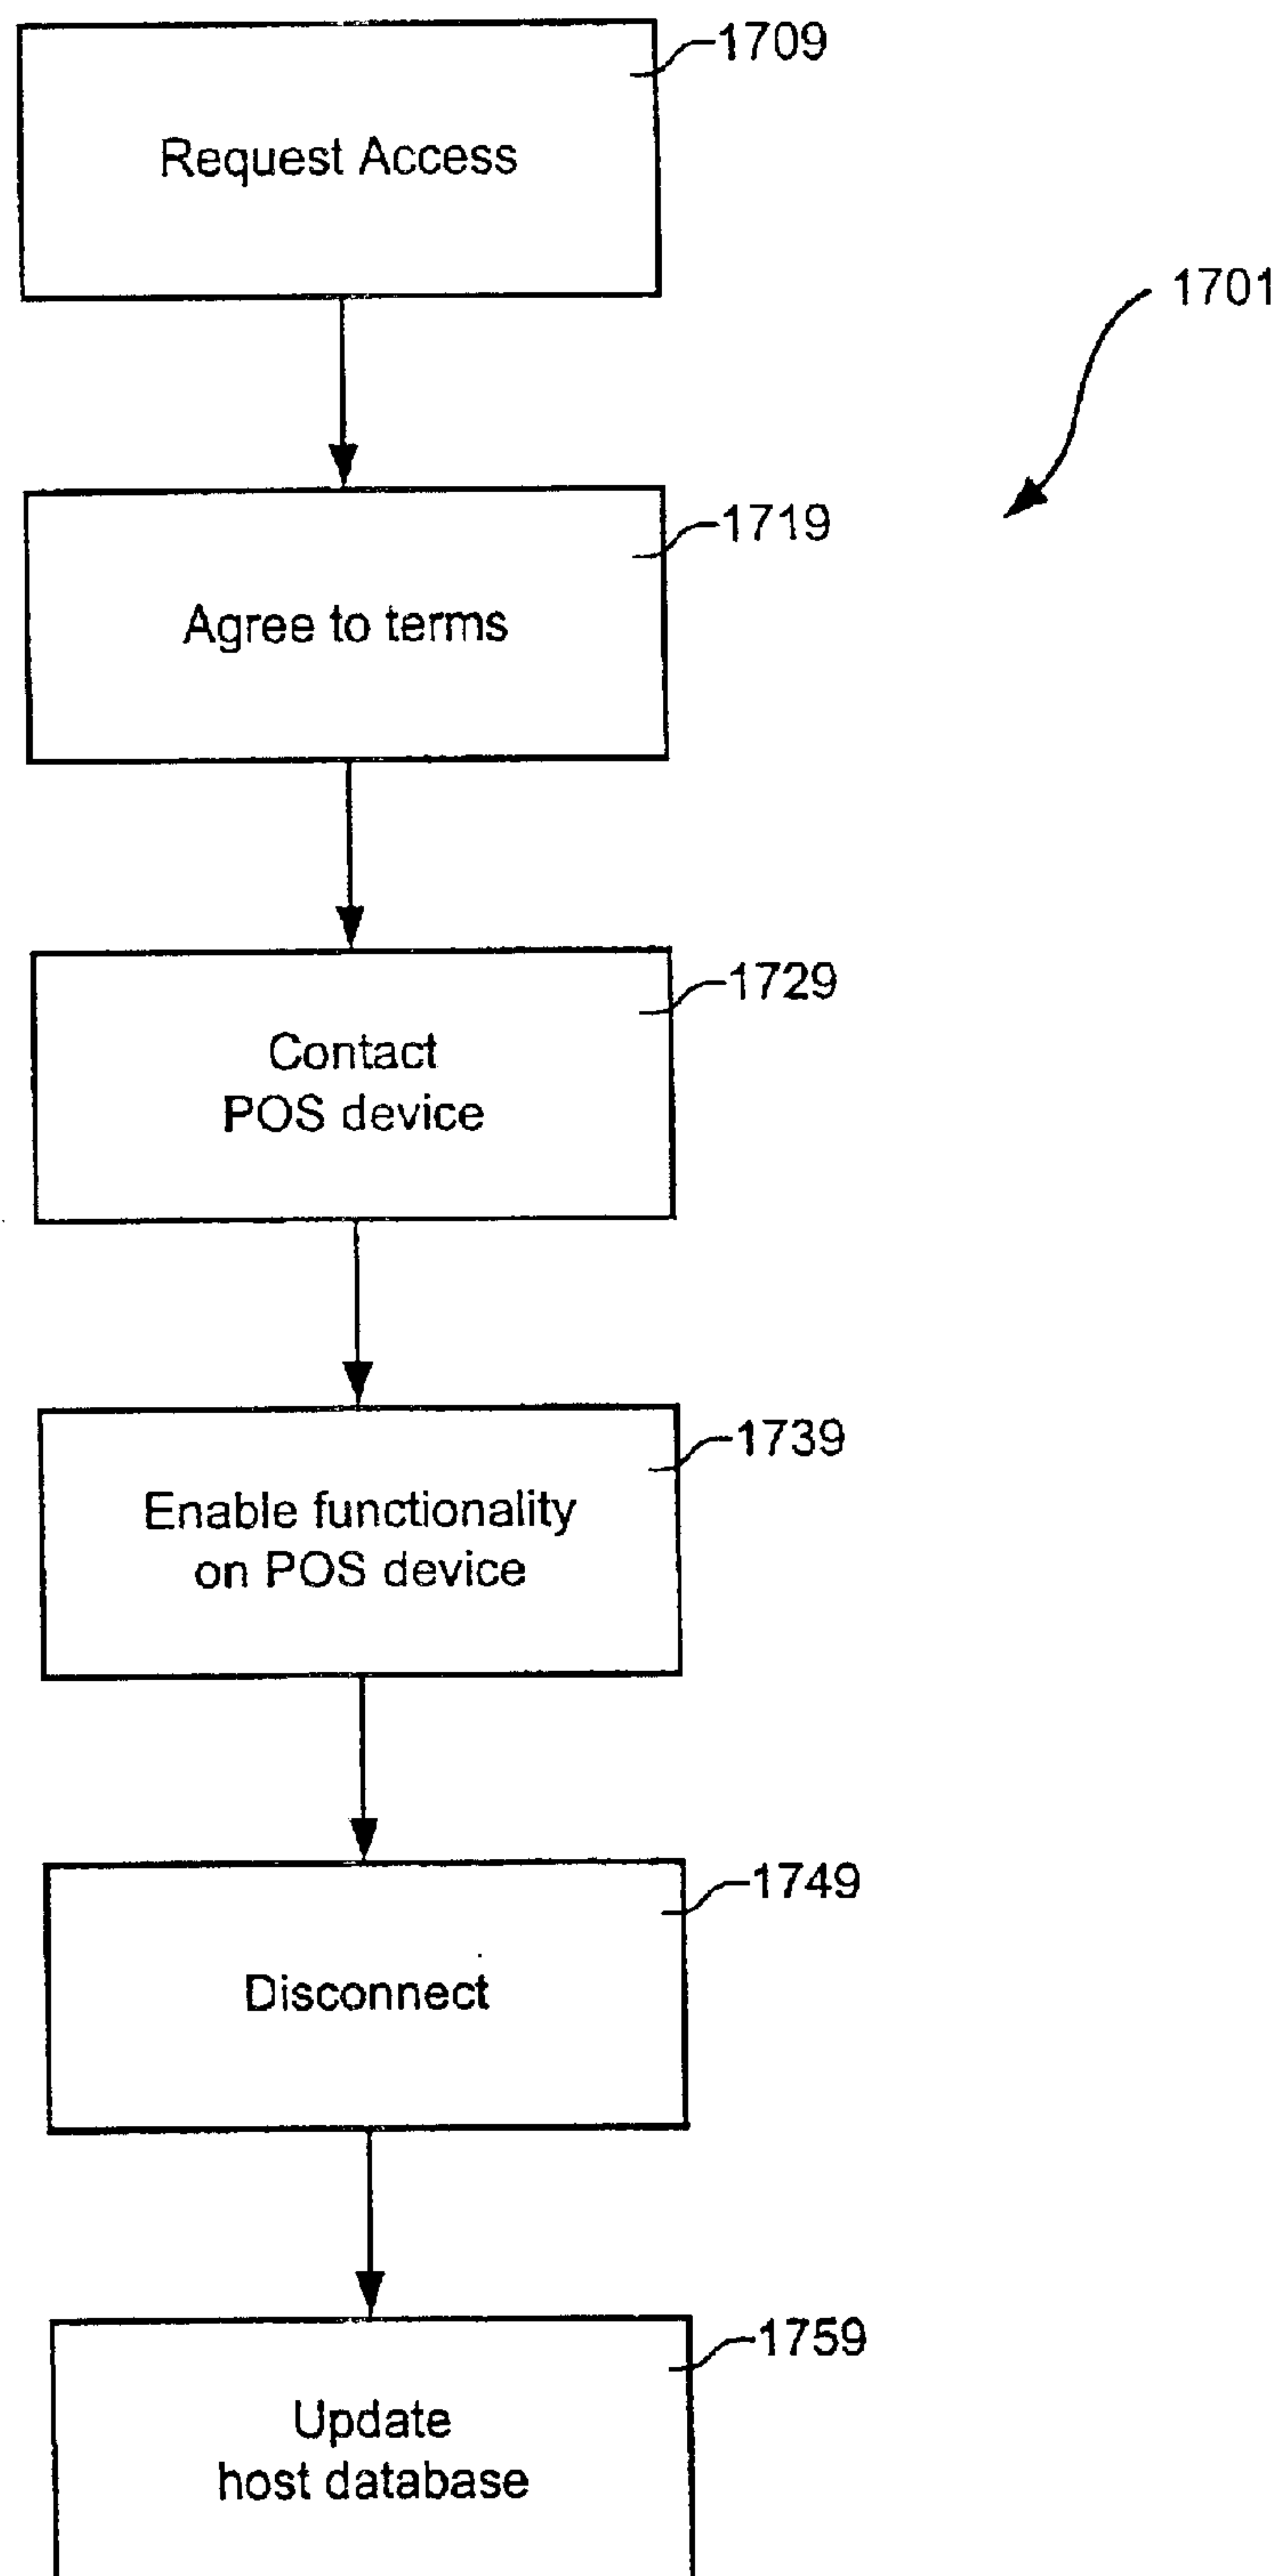 1709
Request Access
1701
1719
Agree to terms
1729
Contact
POS device
1739
Enable functionality
on POS device
1749
Disconnect
1759
Update
host database